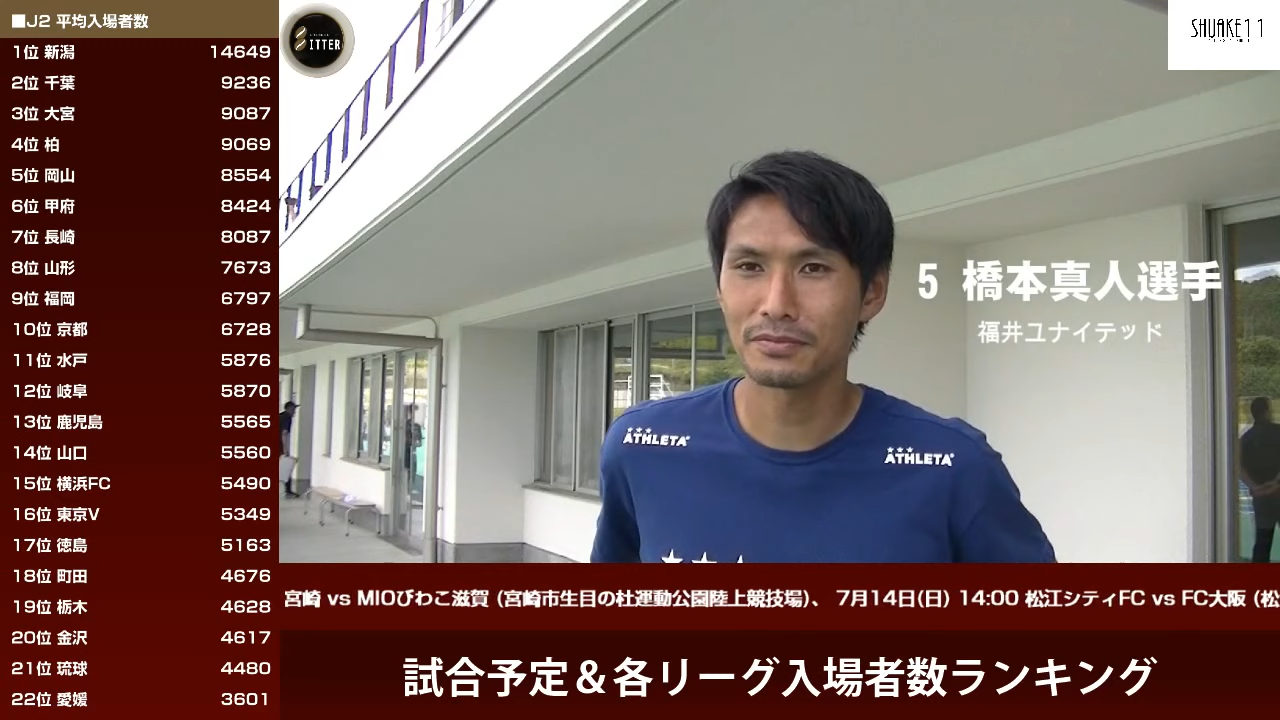 ■J2 平均入場者数
1位 新潟 14649
2位 千葉 9236
3位 大宮 9087
4位 柏 9069
5位 岡山 8554
6位 甲府 8424
7位 長崎 8087
8位 山形 7673
9位 福岡 6797
10位 京都 6728
11位 水戸 5876
12位 岐阜 5870
13位 鹿児島 5565
14位 山口 5560
15位 横浜FC 5490
16位 東京V 5349
17位 徳島 5163
18位 町田 4676
19位 栃木 4628
20位 金沢 4617
21位 琉球 4480
22位 愛媛 3601
ITTER
SHUAKE11
5 橋本真人選手
福井ユナイテッド
ATHLETA
ATHLETA
宮崎 vs MIOびわこ滋賀 (宮崎市生目の杜運動公園陸上競技場)、 7月14日(日) 14:00 松江シティFC vs FC大阪 (松
試合予定&各リーグ入場者数ランキング